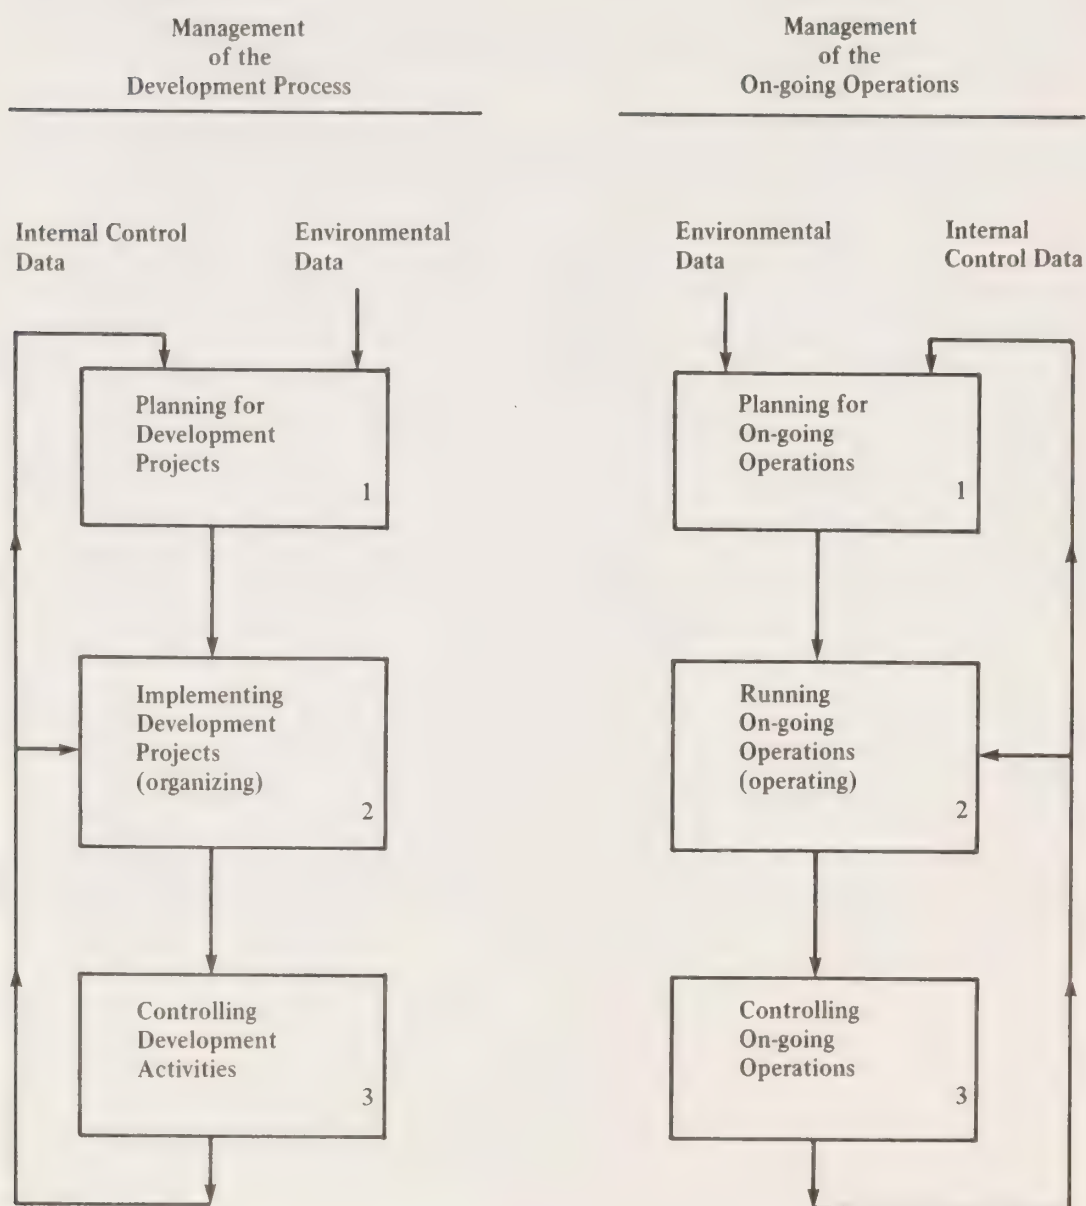 Management
of the
Development Process
Management
of the
On-going Operations
Internal Control
Data
Environmental
Data
Environmental
Data
Internal
Control Data
Planning for
Development
Projects
1
Planning for
On-going
Operations
1
Implementing
Development
Projects
(organizing)
2
Running
On-going
Operations
(operating)
2
Controlling
Development
Activities
3
Controlling
On-going
Operations
3